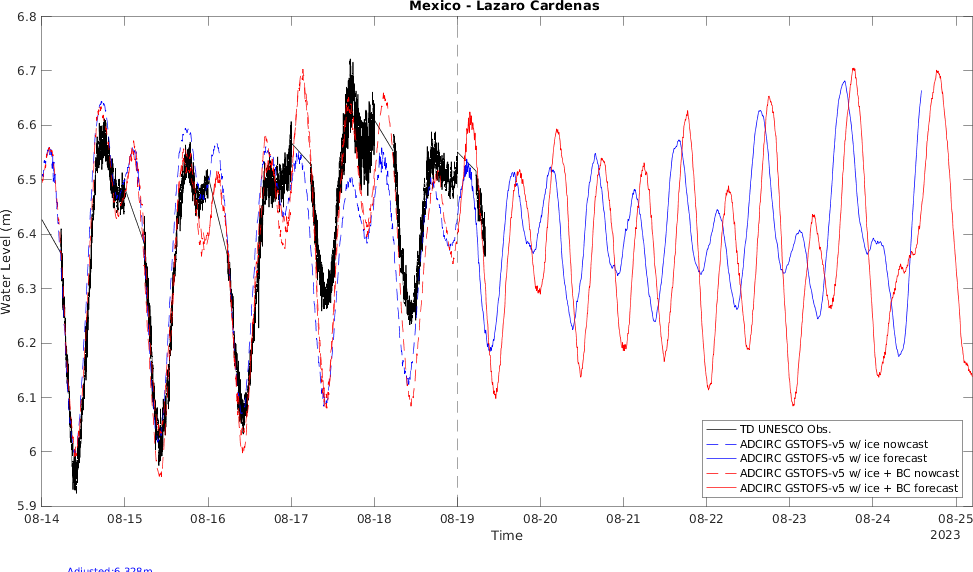 Mexico - Lazaro Cardenas
6.8
6.7
6.6
6.5
6.4
6.3
6.2
6.1
6
5.9
Water Level (m)
08-14 08-15 08-16 08-17 08-18 08-19 08-20 08-21 08-22 08-23 08-24 08-25
Time
2023
TD UNESCO Obs.
ADCIRC GSTOFS-v5 w/ ice nowcast
ADCIRC GSTOFS-v5 w/ ice forecast
ADCIRC GSTOFS-v5 w/ ice + BC nowcast
ADCIRC GSTOFS-v5 w/ ice + BC forecast
Adjusted:6.328m